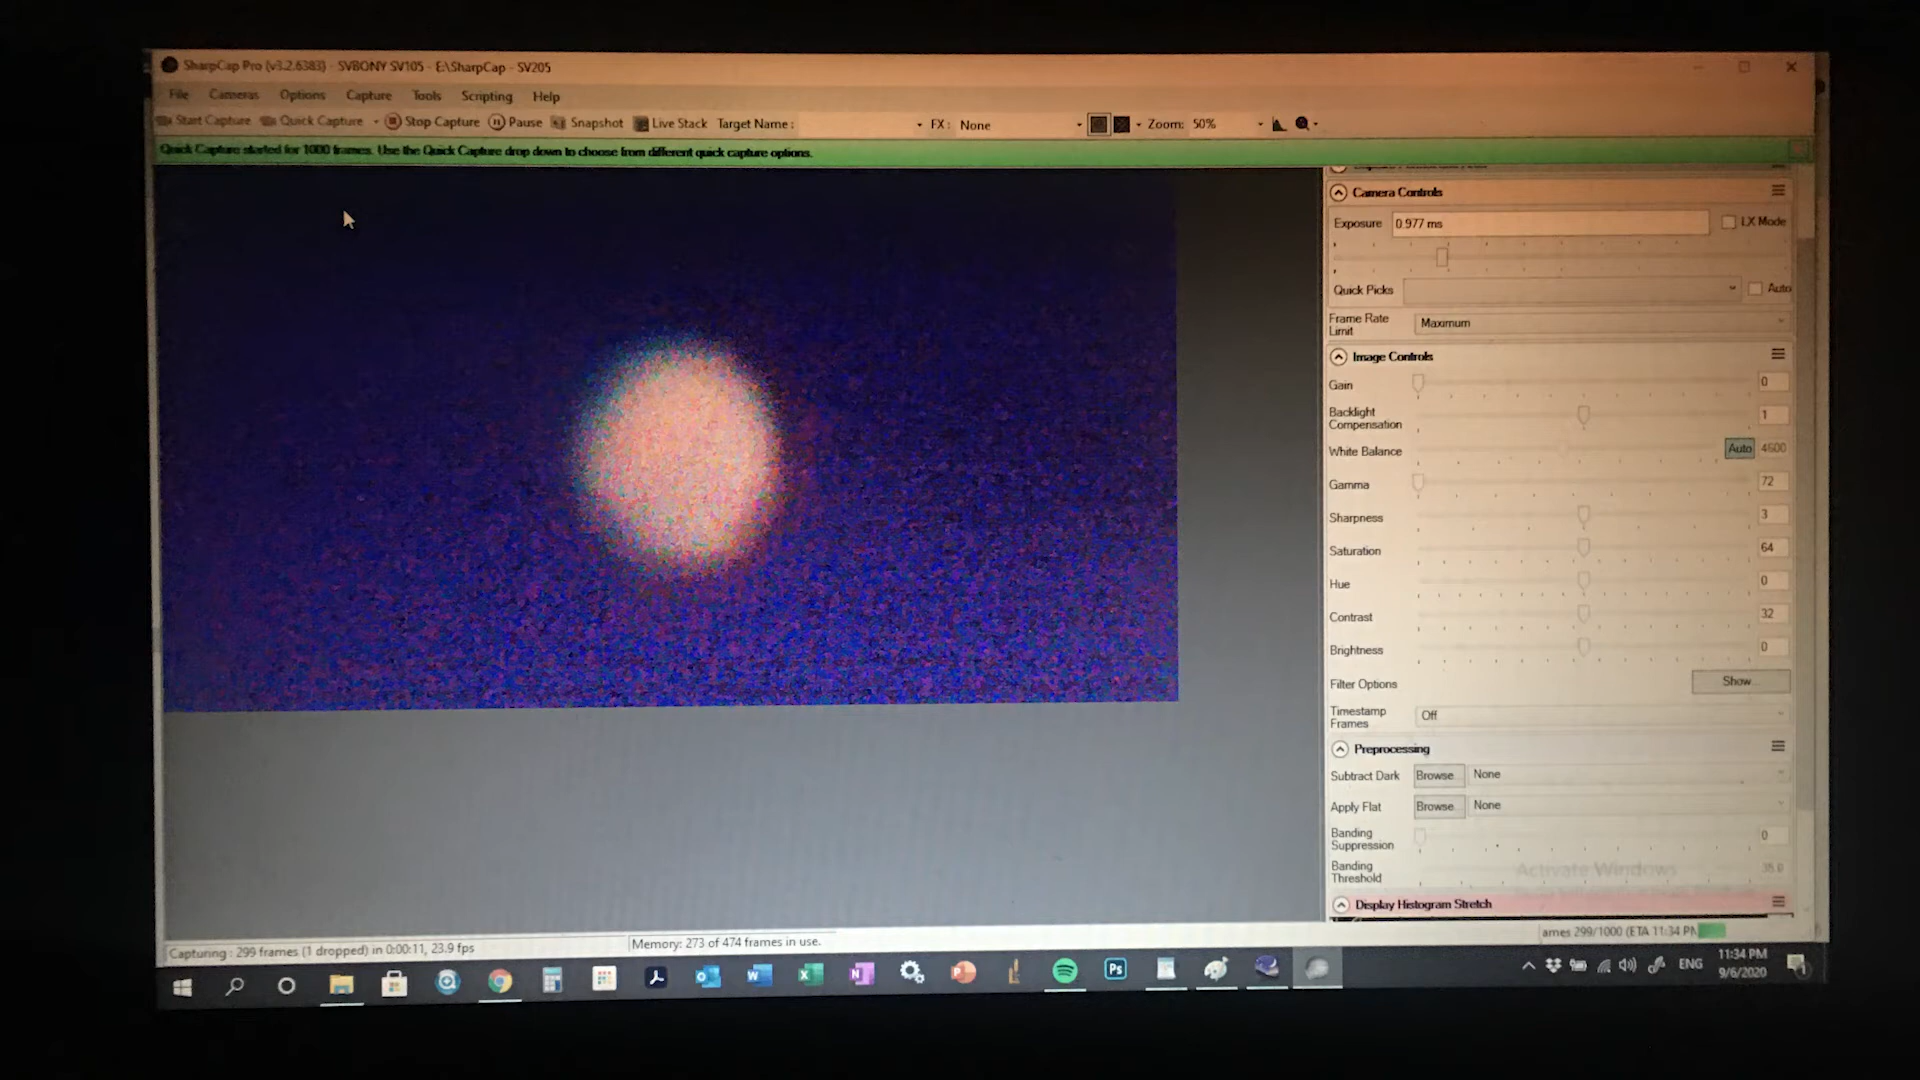 SharpCap Pro (v3.2.6383) - SVBONY SV105 - E:\SharpCap - SV205
File Cameras Options Capture Tools Scripting Help
Start Capture Quick Capture Stop Capture Pause Snapshot Live Stack Target Name : FX : None Zoom: 50%
Quick Capture started for 1000 frames. Use the Quick Capture drop down to choose from different quick capture options.
Camera Controls
Exposure 0.977 ms LX Mode
Quick Picks Auto
Frame Rate Limit Maximum
Image Controls
Gain 0
Backlight Compensation 1
White Balance Auto 4600
Gamma 72
Sharpness 3
Saturation 64
Hue 0
Contrast 32
Brightness 0
Filter Options Show...
Timestamp Frames Off
Preprocessing
Subtract Dark Browse None
Apply Flat Browse None
Banding Suppression 0
Banding Threshold 35.0
Activate Windows
Display Histogram Stretch
Capturing : 299 frames (1 dropped) in 0:00:11, 23.9 fps
Memory: 273 of 474 frames in use.
ames 299/1000 (ETA 11:34 PM
ENG
11:34 PM
9/6/2020
Ps